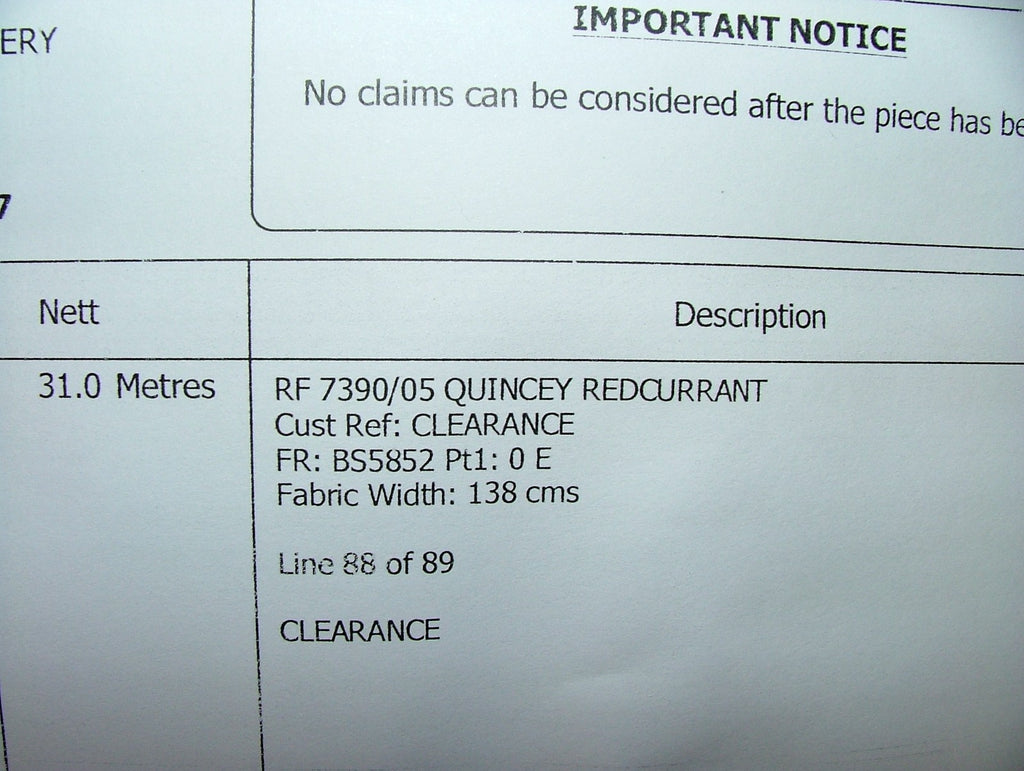 ERY
IMPORTANT NOTICE
No claims can be considered after the piece has
7
Nett
Description
31.0 Metres
RF 7390/05 QUINCEY REDCURRANT
Cust Ref: CLEARANCE
FR: BS5852 Pt1: 0 E
Fabric Width: 138 cms
Line 88 of 89
CLEARANCE